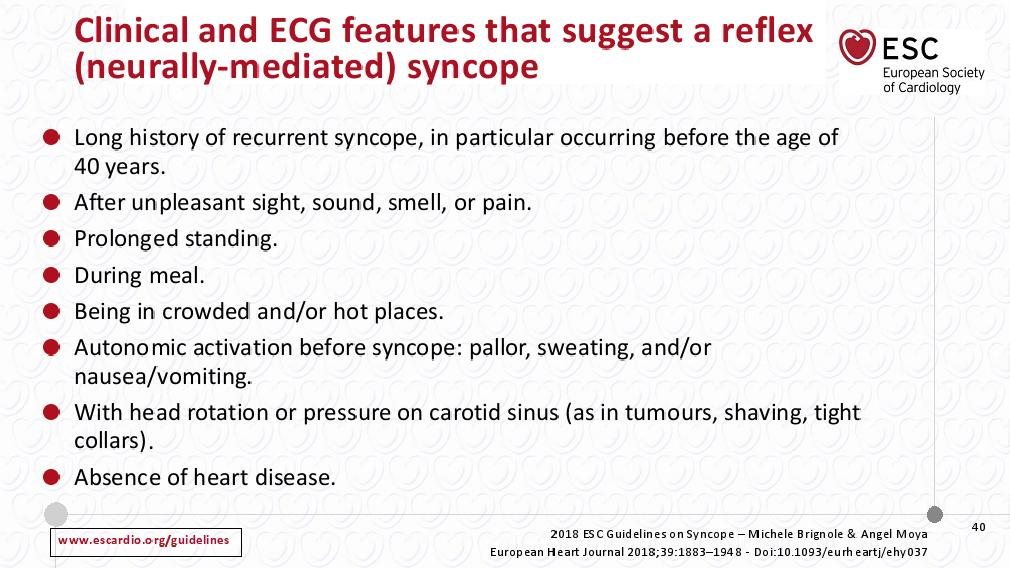 Clinical and ECG features that suggest a reflex
(neurally-mediated) syncope
ESC
European Society
of Cardiology
Long history of recurrent syncope, in particular occurring before the age of
40 years.
After unpleasant sight, sound, smell, or pain.
Prolonged standing.
During meal.
Being in crowded and/or hot places.
Autonomic activation before syncope: pallor, sweating, and/or
nausea/vomiting.
With head rotation or pressure on carotid sinus (as in tumours, shaving, tight
collars).
Absence of heart disease.
www.escardio.org/guidelines
2018 ESC Guidelines on Syncope – Michele Brignole & Angel Moya
European Heart Journal 2018;39:1883–1948 - Doi:10.1093/eurheartj/ehy037
40